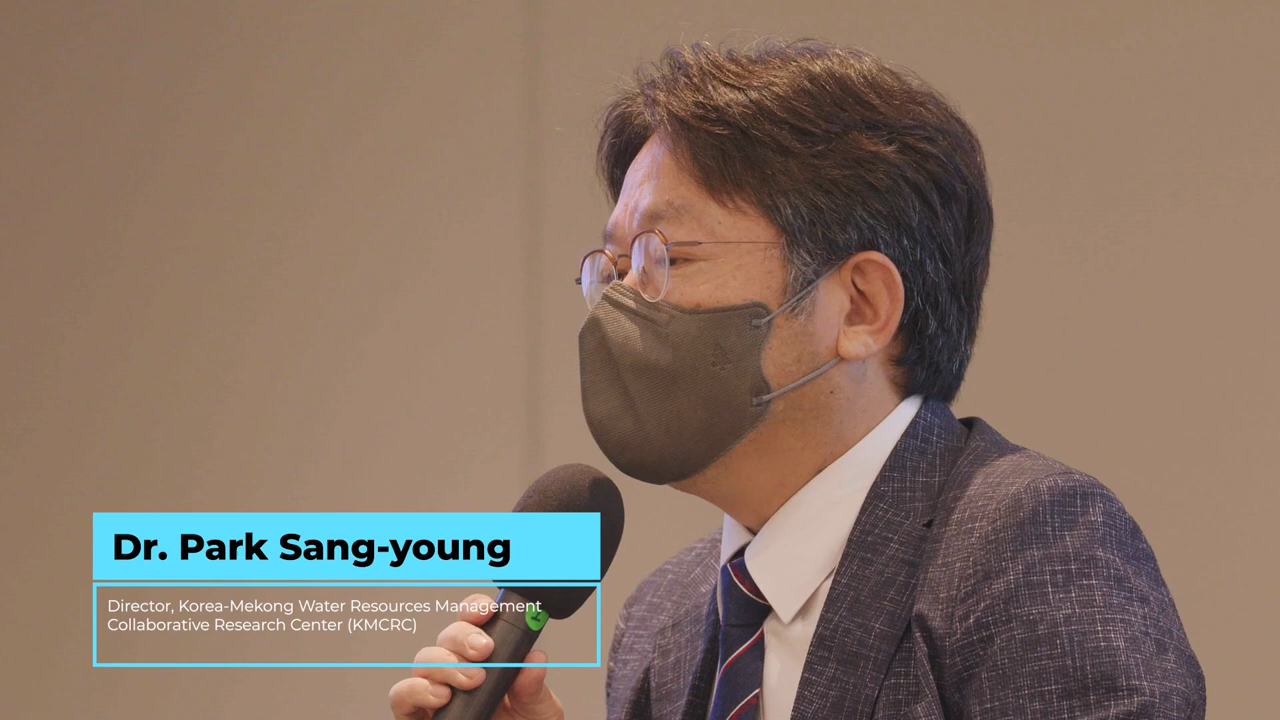 Dr. Park Sang-young
Director, Korea-Mekong Water Resources Management
Collaborative Research Center (KMCRC)